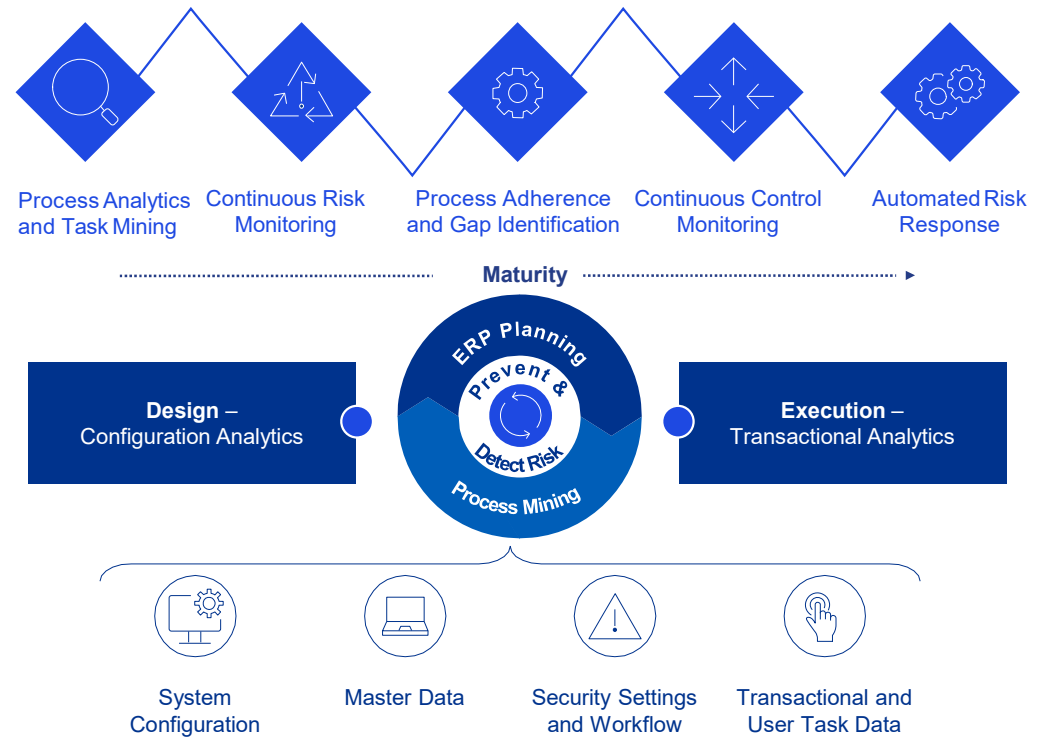 Process Analytics
and Task Mining
Continuous Risk
Monitoring
Process Adherence
and Gap Identification
Continuous Control
Monitoring
Automated Risk
Response
Maturity
ERP Planning
Prevent &
Detect Risk
Process Mining
Design –
Configuration Analytics
Execution –
Transactional Analytics
System
Configuration
Master Data
Security Settings
and Workflow
Transactional and
User Task Data